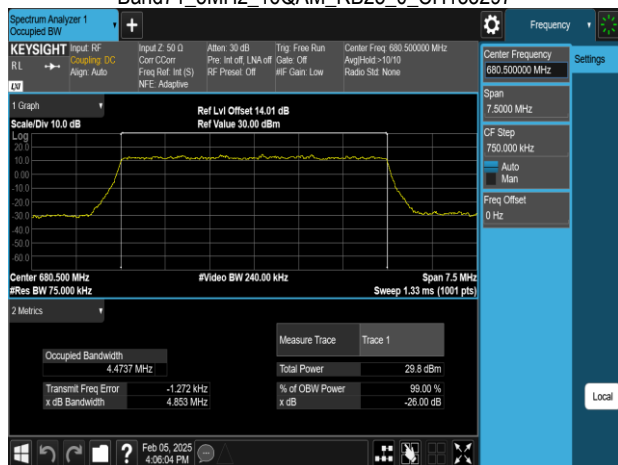 Spectrum Analyzer 1
Occupied BW
Frequency
Settings
KEYSIGHT
RL
LXI
Input: RF
Coupling: DC
Align: Auto
Input Z: 50 Ω
Corr CCorr
Freq Ref: Int (S)
NFE: Adaptive
Atten: 30 dB
Pre: Int off, LNA off
RF Presel: Off
Trig: Free Run
Gate: Off
#IF Gain: Low
Center Freq: 680.500000 MHz
Avg|Hold:>10/10
Radio Std: None
Center Frequency
680.500000 MHz
Span
7.5000 MHz
CF Step
750.000 kHz
Auto
Man
Freq Offset
0 Hz
1 Graph
Scale/Div 10.0 dB
Ref Lvl Offset 14.01 dB
Ref Value 30.00 dBm
Log
20.0
10.0
0.00
-10.0
-20.0
-30.0
-40.0
-50.0
-60.0
Center 680.500 MHz
#Video BW 240.00 kHz
Span 7.5 MHz
#Res BW 75.000 kHz
Sweep 1.33 ms (1001 pts)
2 Metrics
Measure Trace
Trace 1
Occupied Bandwidth
4.4737 MHz
Total Power
29.8 dBm
Transmit Freq Error
-1.272 kHz
% of OBW Power
99.00 %
x dB Bandwidth
4.853 MHz
x dB
-26.00 dB
Local
?
Feb 05, 2025
4:06:04 PM